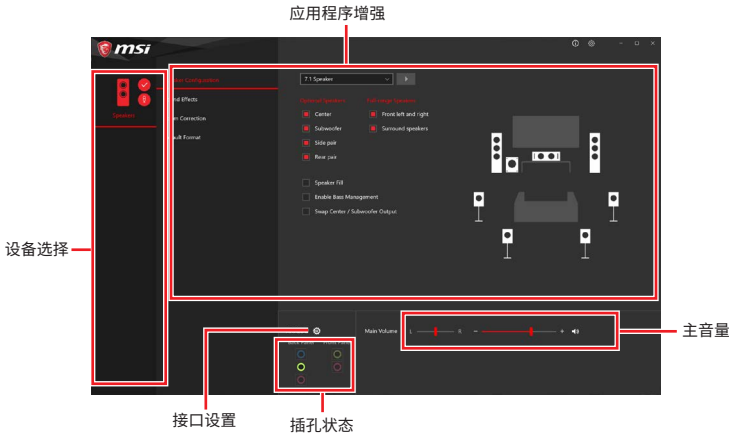 应用程序增强
msi
7.1 Speaker
Optional Speakers
Full-range Speakers
Center
Front left and right
Subwoofer
Surround speakers
Side pair
Rear pair
Speaker Fill
Enable Bass Management
Swap Center / Subwoofer Output
Speakers
设备选择
Main Volume
L
R
主音量
接口设置
插孔状态